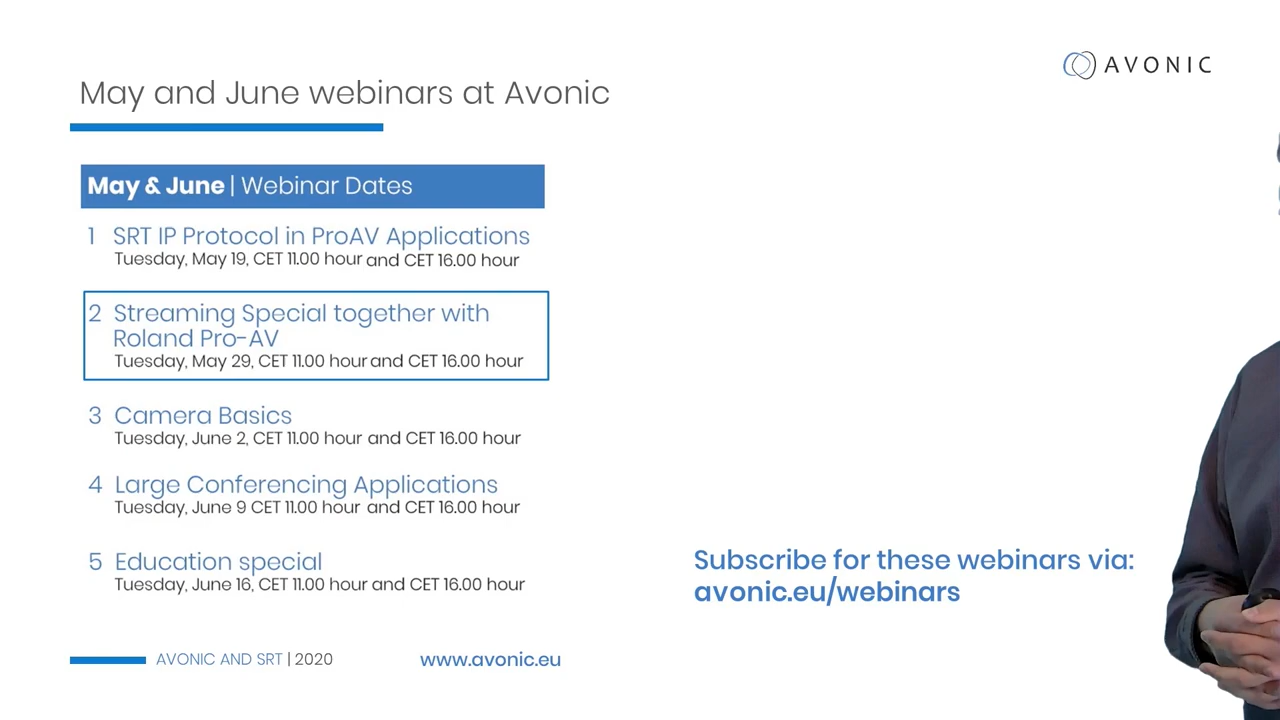 AVONIC
May and June webinars at Avonic
May & June | Webinar Dates
1 SRT IP Protocol in ProAV Applications
Tuesday, May 19, CET 11.00 hour and CET 16.00 hour
2 Streaming Special together with
Roland Pro-AV
Tuesday, May 29, CET 11.00 hour and CET 16.00 hour
3 Camera Basics
Tuesday, June 2, CET 11.00 hour and CET 16.00 hour
4 Large Conferencing Applications
Tuesday, June 9 CET 11.00 hour and CET 16.00 hour
5 Education special
Tuesday, June 16, CET 11.00 hour and CET 16.00 hour
Subscribe for these webinars via:
avonic.eu/webinars
AVONIC AND SRT | 2020
www.avonic.eu